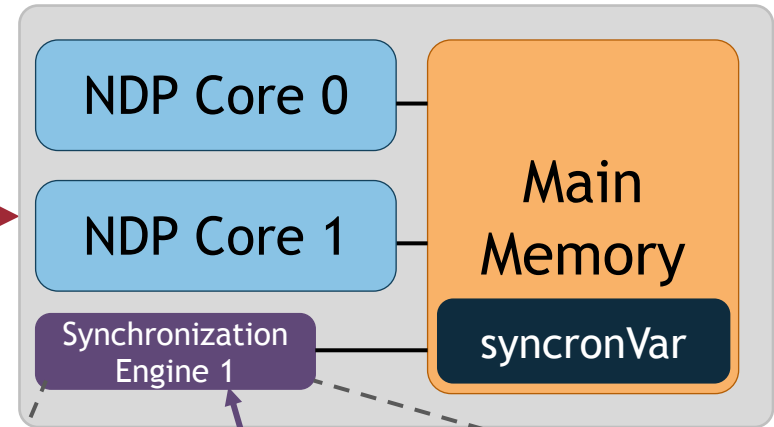 NDP Core 0
NDP Core 1
Synchronization
Engine 1
Main
Memory
syncronVar